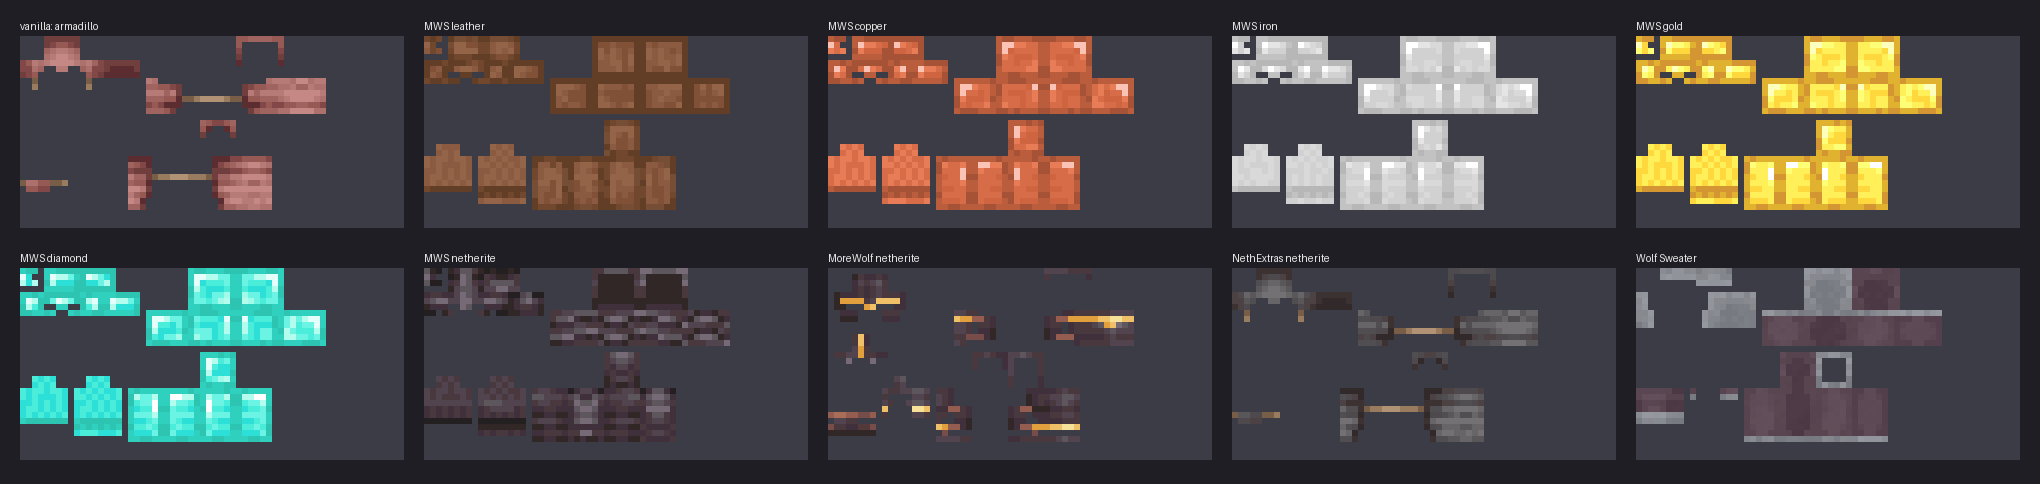 vanilla: armadillo
MWS leather
MWS copper
MWS iron
MWS gold
MWS diamond
MWS netherite
MoreWolf netherite
NethExtras netherite
Wolf Sweater